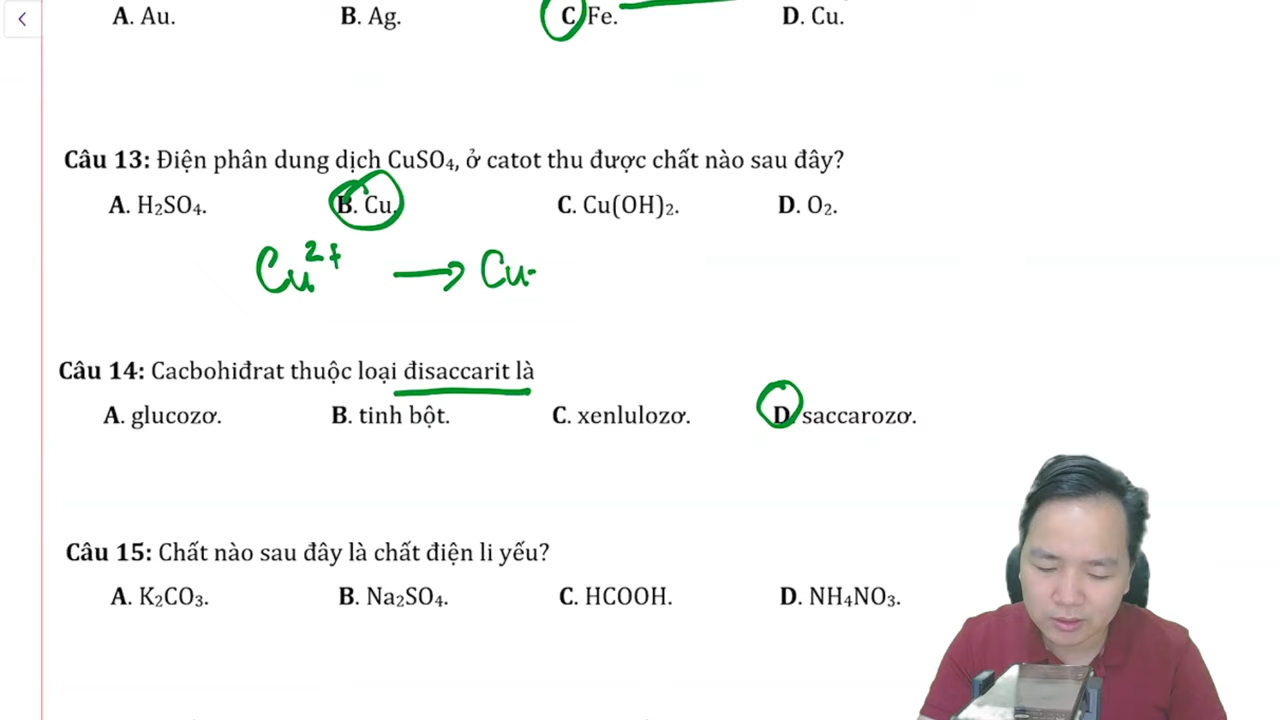 A. Au. B. Ag. C. Fe. D. Cu.
Câu 13: Điện phân dung dịch CuSO₄, ở catot thu được chất nào sau đây?
A. H₂SO₄. B. Cu. C. Cu(OH)₂. D. O₂.
Cu²⁺ → Cu
Câu 14: Cacbohiđrat thuộc loại đisaccarit là
A. glucozơ. B. tinh bột. C. xenlulozơ. D. saccarozơ.
Câu 15: Chất nào sau đây là chất điện li yếu?
A. K₂CO₃. B. Na₂SO₄. C. HCOOH. D. NH₄NO₃.